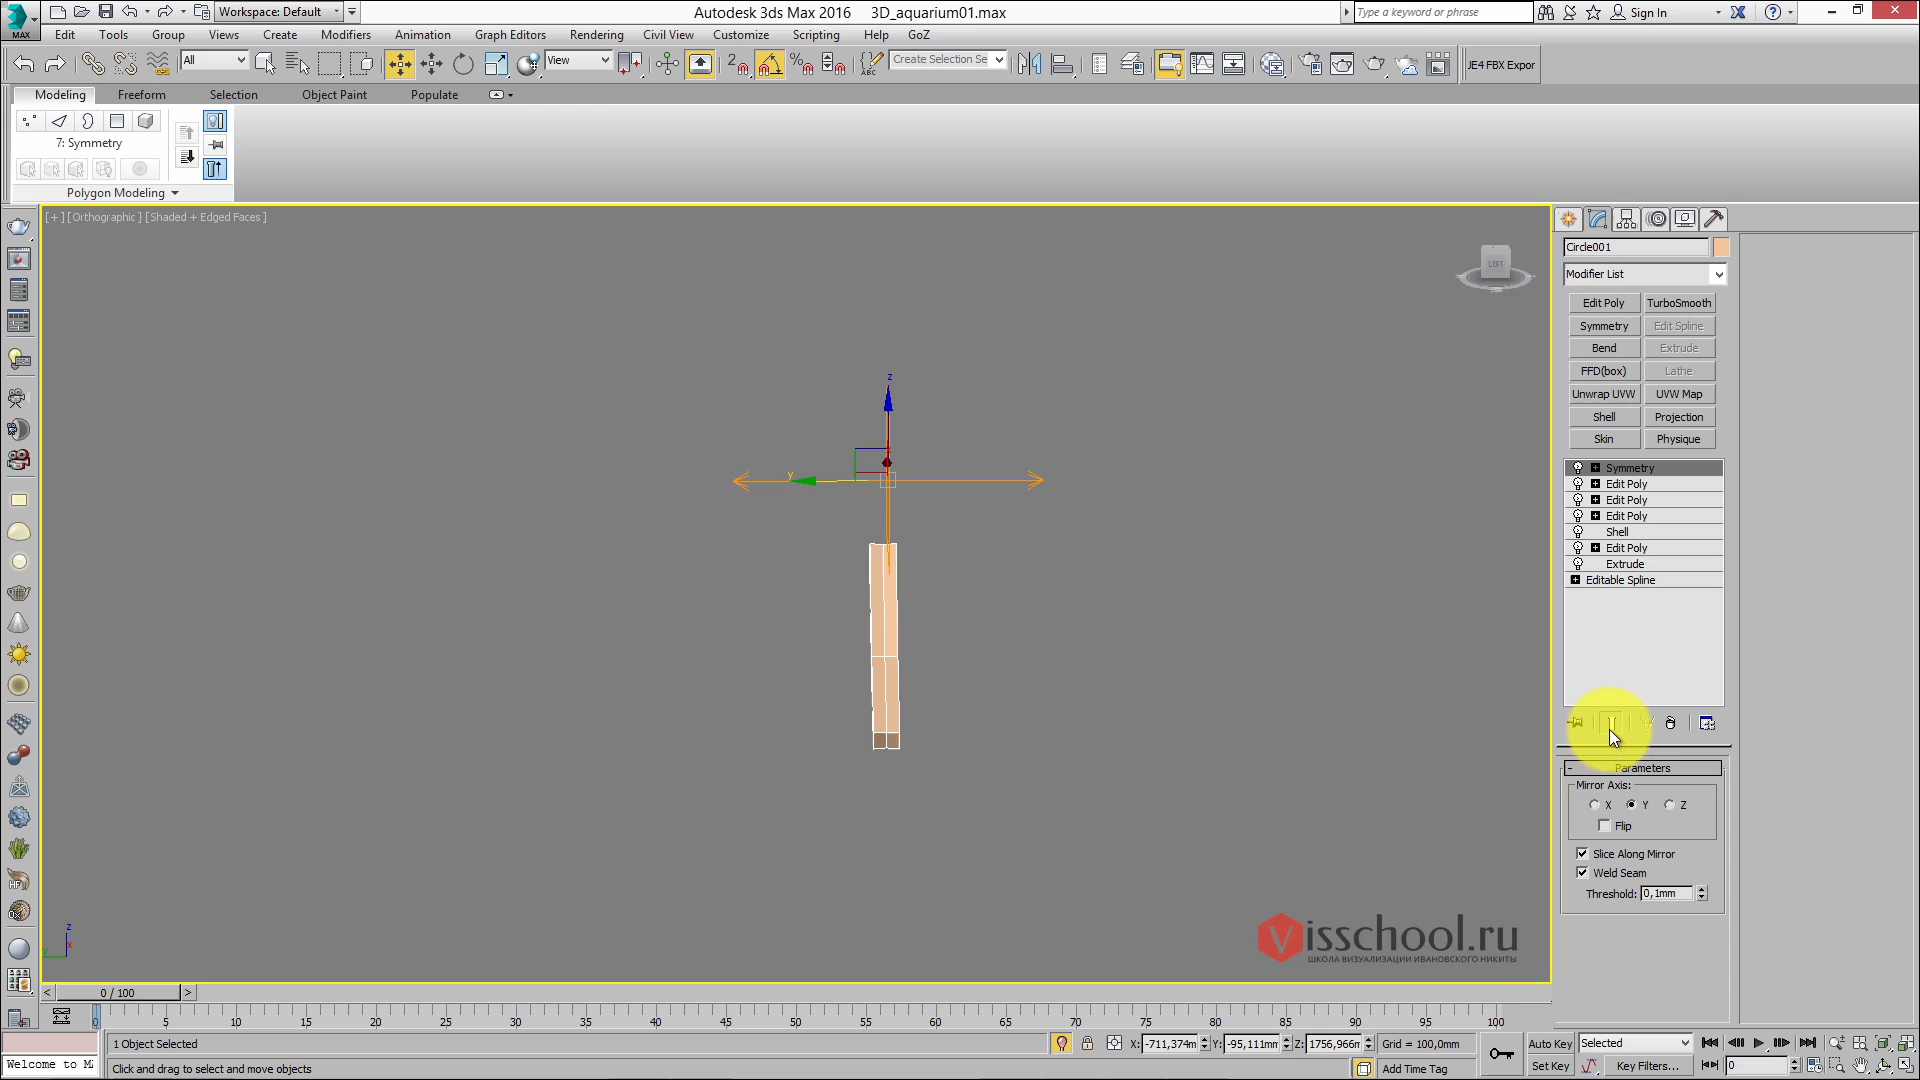 Workspace: Default
Autodesk 3ds Max 2016 3D_aquarium01.max
Type a keyword or phrase
Sign In
MAX
Edit Tools Group Views Create Modifiers Animation Graph Editors Rendering Civil View Customize Scripting Help GoZ
All
View
Create Selection Se
JE4 FBX Expor
Modeling Freeform Selection Object Paint Populate
7: Symmetry
Polygon Modeling
[+][Orthographic][Shaded + Edged Faces]
LEFT
Circle001
Modifier List
Edit Poly TurboSmooth
Symmetry Edit Spline
Bend Extrude
FFD(box) Lathe
Unwrap UVW UVW Map
Shell Projection
Skin Physique
Symmetry
Edit Poly
Edit Poly
Edit Poly
Shell
Edit Poly
Extrude
Editable Spline
z
y
Parameters
Mirror Axis:
X Y Z
Flip
Slice Along Mirror
Weld Seam
Threshold: 0,1mm
Visschool.ru
ШКОЛА ВИЗУАЛИЗАЦИИ ИВАНОВСКОГО НИКИТЫ
z
x
y
< 0 / 100 >
0 5 10 15 20 25 30 35 40 45 50 55 60 65 70 75 80 85 90 95 100
1 Object Selected
X: -711,374m Y: -95,111mm Z: 1756,966m Grid = 100,0mm
Auto Key Selected
Welcome to M
Click and drag to select and move objects
Add Time Tag
Set Key Key Filters... 0